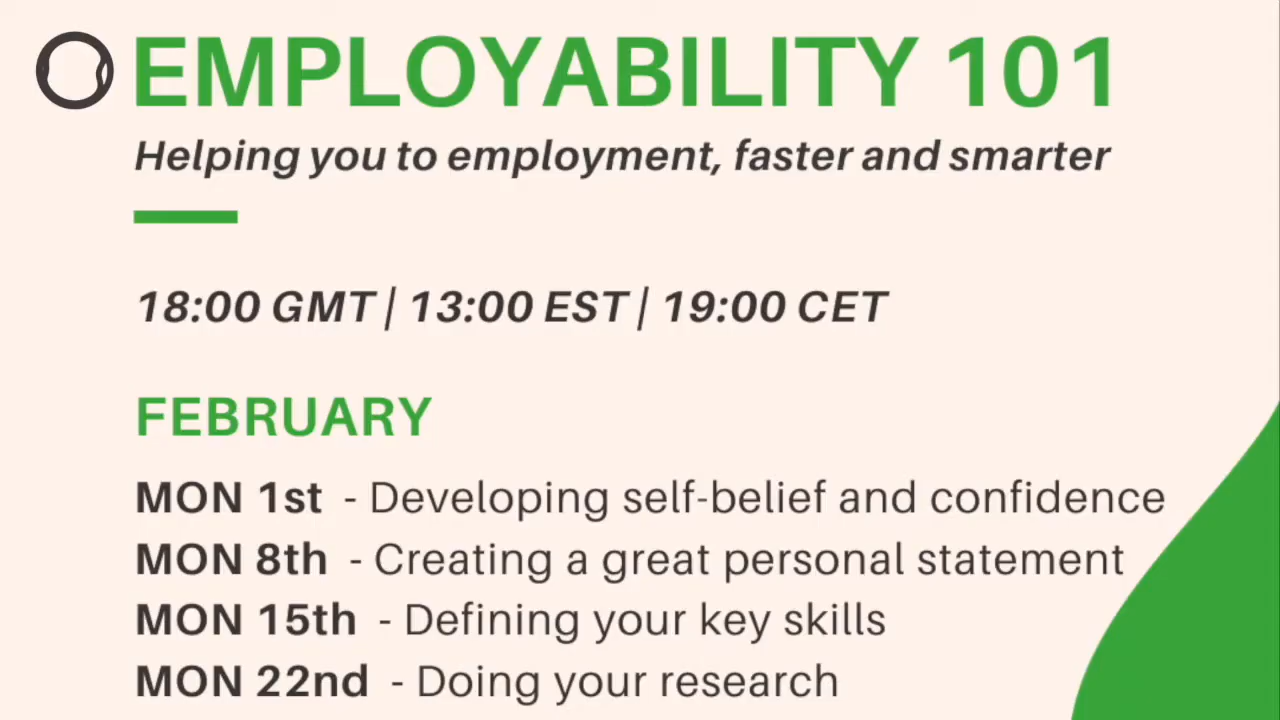 EMPLOYABILITY 101
Helping you to employment, faster and smarter
18:00 GMT | 13:00 EST | 19:00 CET
FEBRUARY
MON 1st - Developing self-belief and confidence
MON 8th - Creating a great personal statement
MON 15th - Defining your key skills
MON 22nd - Doing your research